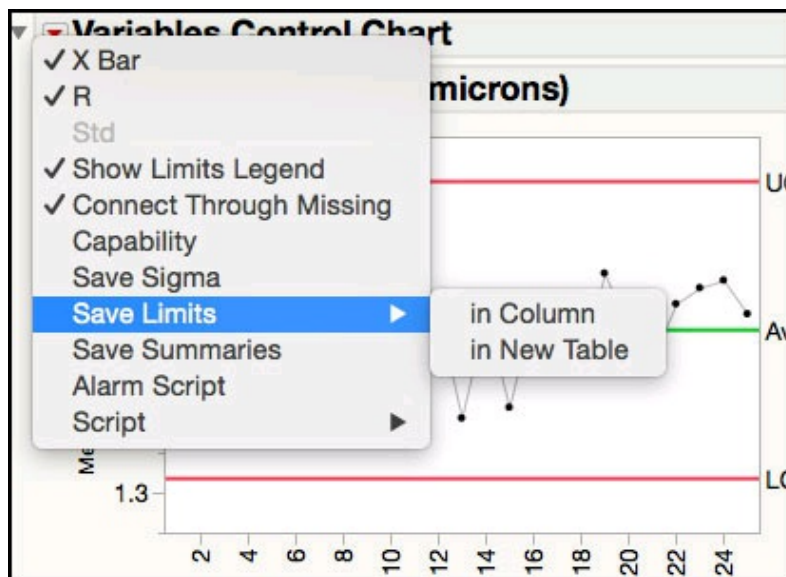 Variables Control Chart
✓ X Bar
✓ R
microns)
Std
✓ Show Limits Legend
✓ Connect Through Missing
Capability
Save Sigma
Save Limits ▶
in Column
in New Table
Save Summaries
Alarm Script
Script ▶
Av
1.3
2 4 6 8 10 12 14 16 18 20 22 24